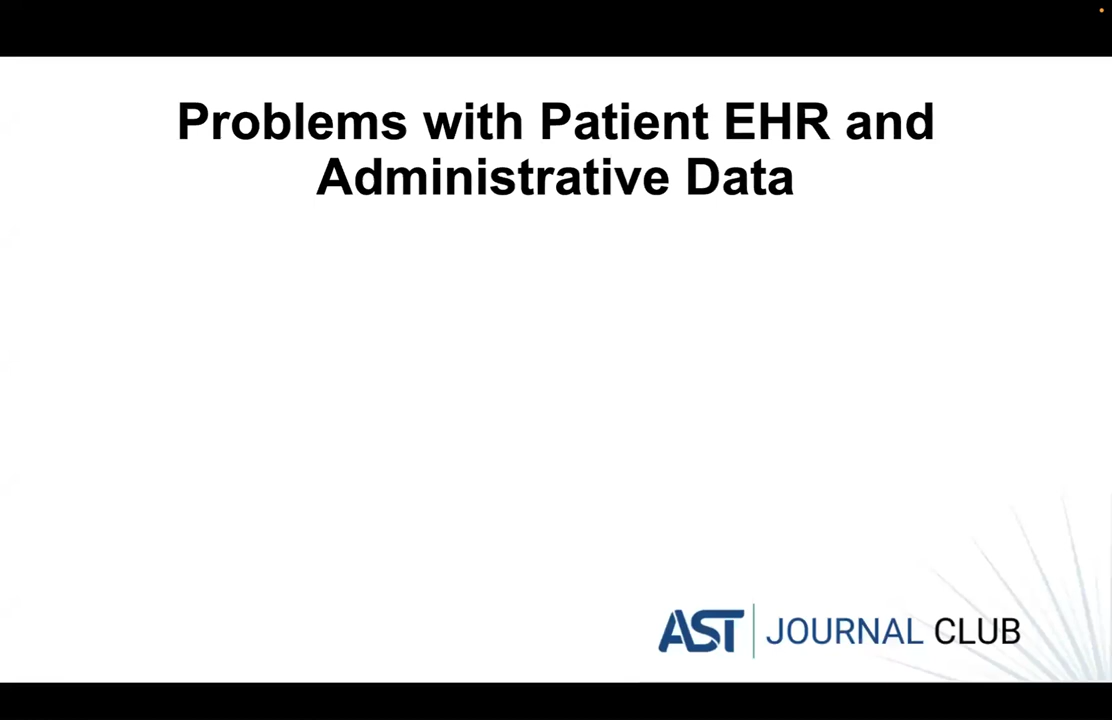 Problems with Patient EHR and
Administrative Data
AST JOURNAL CLUB